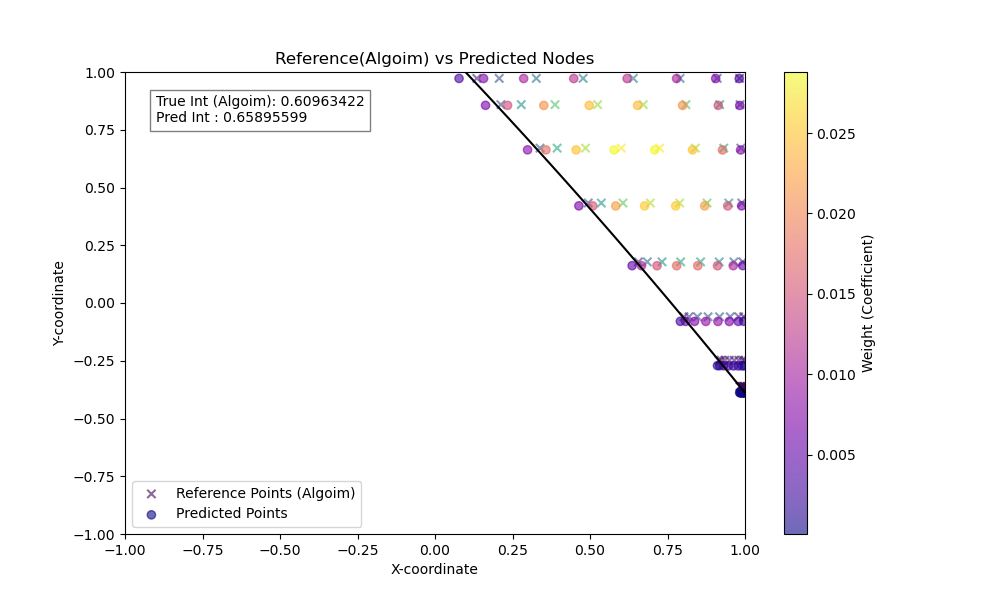 Reference(Algoim) vs Predicted Nodes
True Int (Algoim): 0.60963422
Pred Int : 0.65895599
Y-coordinate
1.00
0.75
0.50
0.25
0.00
−0.25
−0.50
−0.75
−1.00
Reference Points (Algoim)
Predicted Points
−1.00 −0.75 −0.50 −0.25 0.00 0.25 0.50 0.75 1.00
X-coordinate
0.025
0.020
0.015
0.010
0.005
Weight (Coefficient)